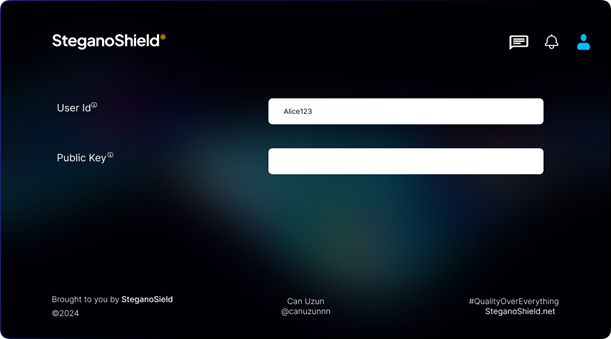 SteganoShield
User Id
Alice123
Public Key
Brought to you by SteganoSield
©2024
Can Uzun
@canuzunnn
#QualityOverEverything
SteganoShield.net